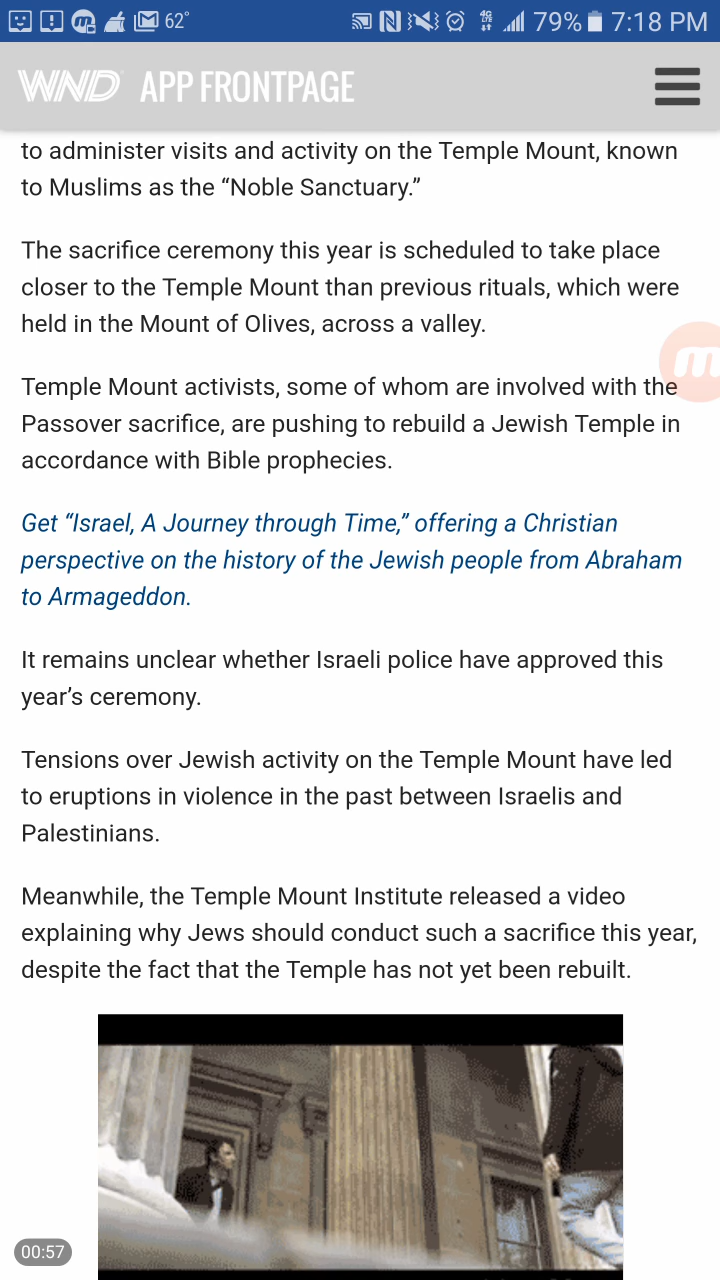 62° 4G LTE 79% 7:18 PM
WND APP FRONTPAGE
to administer visits and activity on the Temple Mount, known
to Muslims as the “Noble Sanctuary.”
The sacrifice ceremony this year is scheduled to take place
closer to the Temple Mount than previous rituals, which were
held in the Mount of Olives, across a valley.
Temple Mount activists, some of whom are involved with the
Passover sacrifice, are pushing to rebuild a Jewish Temple in
accordance with Bible prophecies.
Get “Israel, A Journey through Time,” offering a Christian
perspective on the history of the Jewish people from Abraham
to Armageddon.
It remains unclear whether Israeli police have approved this
year’s ceremony.
Tensions over Jewish activity on the Temple Mount have led
to eruptions in violence in the past between Israelis and
Palestinians.
Meanwhile, the Temple Mount Institute released a video
explaining why Jews should conduct such a sacrifice this year,
despite the fact that the Temple has not yet been rebuilt.
00:57